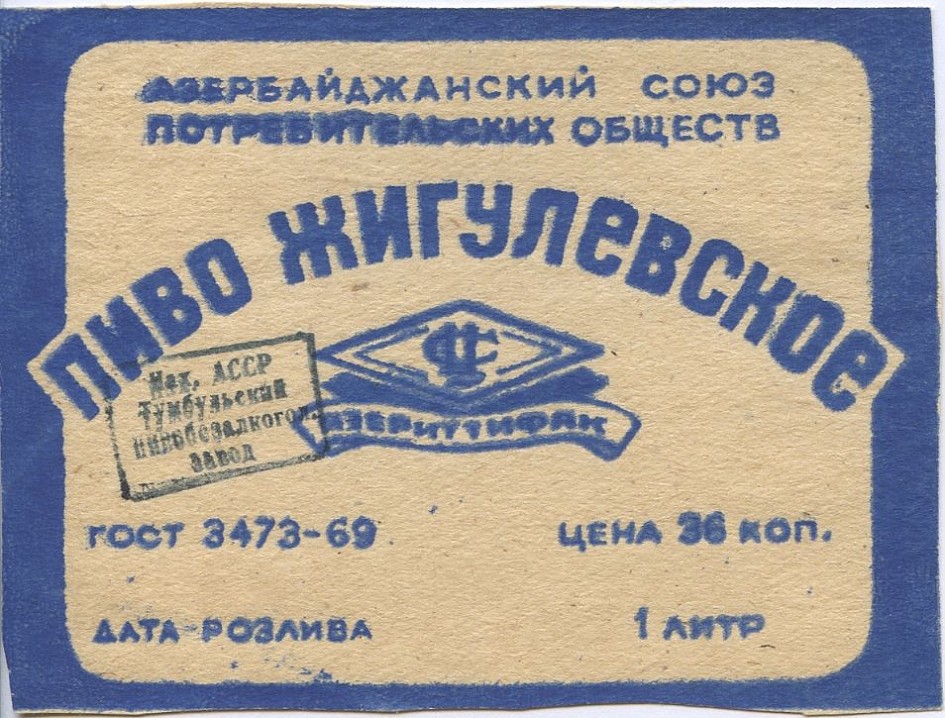 АЗЕРБАЙДЖАНСКИЙ СОЮЗ
ПОТРЕБИТЕЛЬСКИХ ОБЩЕСТВ
ПИВО ЖИГУЛЕВСКОЕ
АЗЕРИТТИФАК
Нах. АССР
Тумбульский
пивобезалкогол.
завод
ГОСТ 3473-69
ЦЕНА 36 КОП.
ДАТА РОЗЛИВА
1 ЛИТР